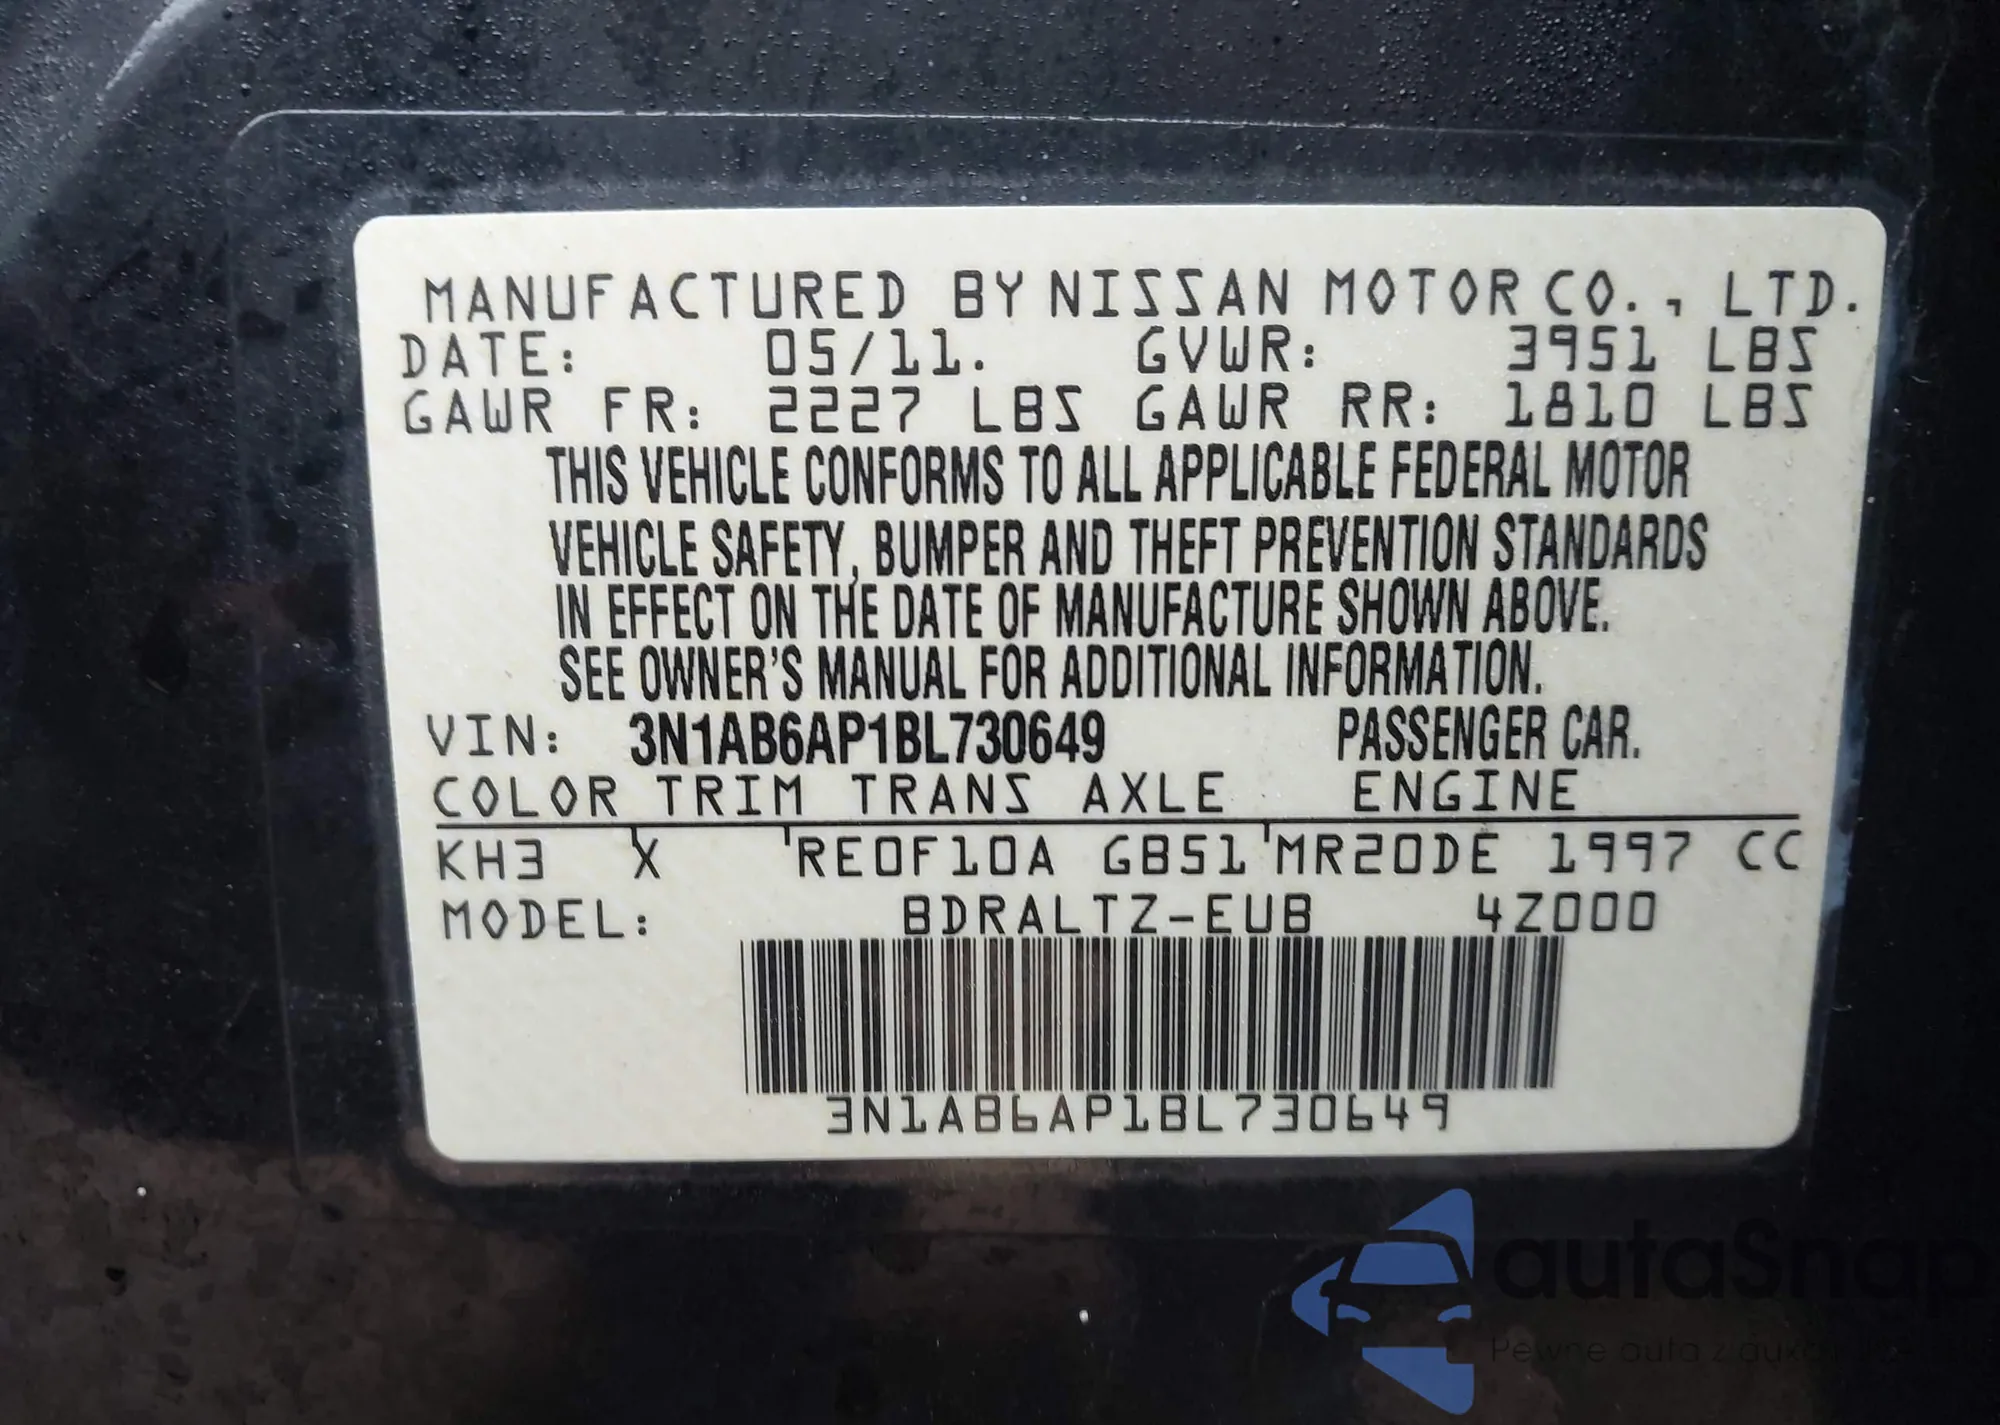 MANUFACTURED BY NISSAN MOTOR CO., LTD.
DATE: 05/11. GVWR: 3951 LBS
GAWR FR: 2227 LBS GAWR RR: 1810 LBS
THIS VEHICLE CONFORMS TO ALL APPLICABLE FEDERAL MOTOR
VEHICLE SAFETY, BUMPER AND THEFT PREVENTION STANDARDS
IN EFFECT ON THE DATE OF MANUFACTURE SHOWN ABOVE.
SEE OWNER'S MANUAL FOR ADDITIONAL INFORMATION.
VIN: 3N1AB6AP1BL730649 PASSENGER CAR.
COLOR TRIM TRANS AXLE ENGINE
KH3 X RE0F10A GB51 MR20DE 1997 CC
MODEL: BDRALTZ-EUB 4Z000
3N1AB6AP1BL730649
autaSnap
Pewne auta z